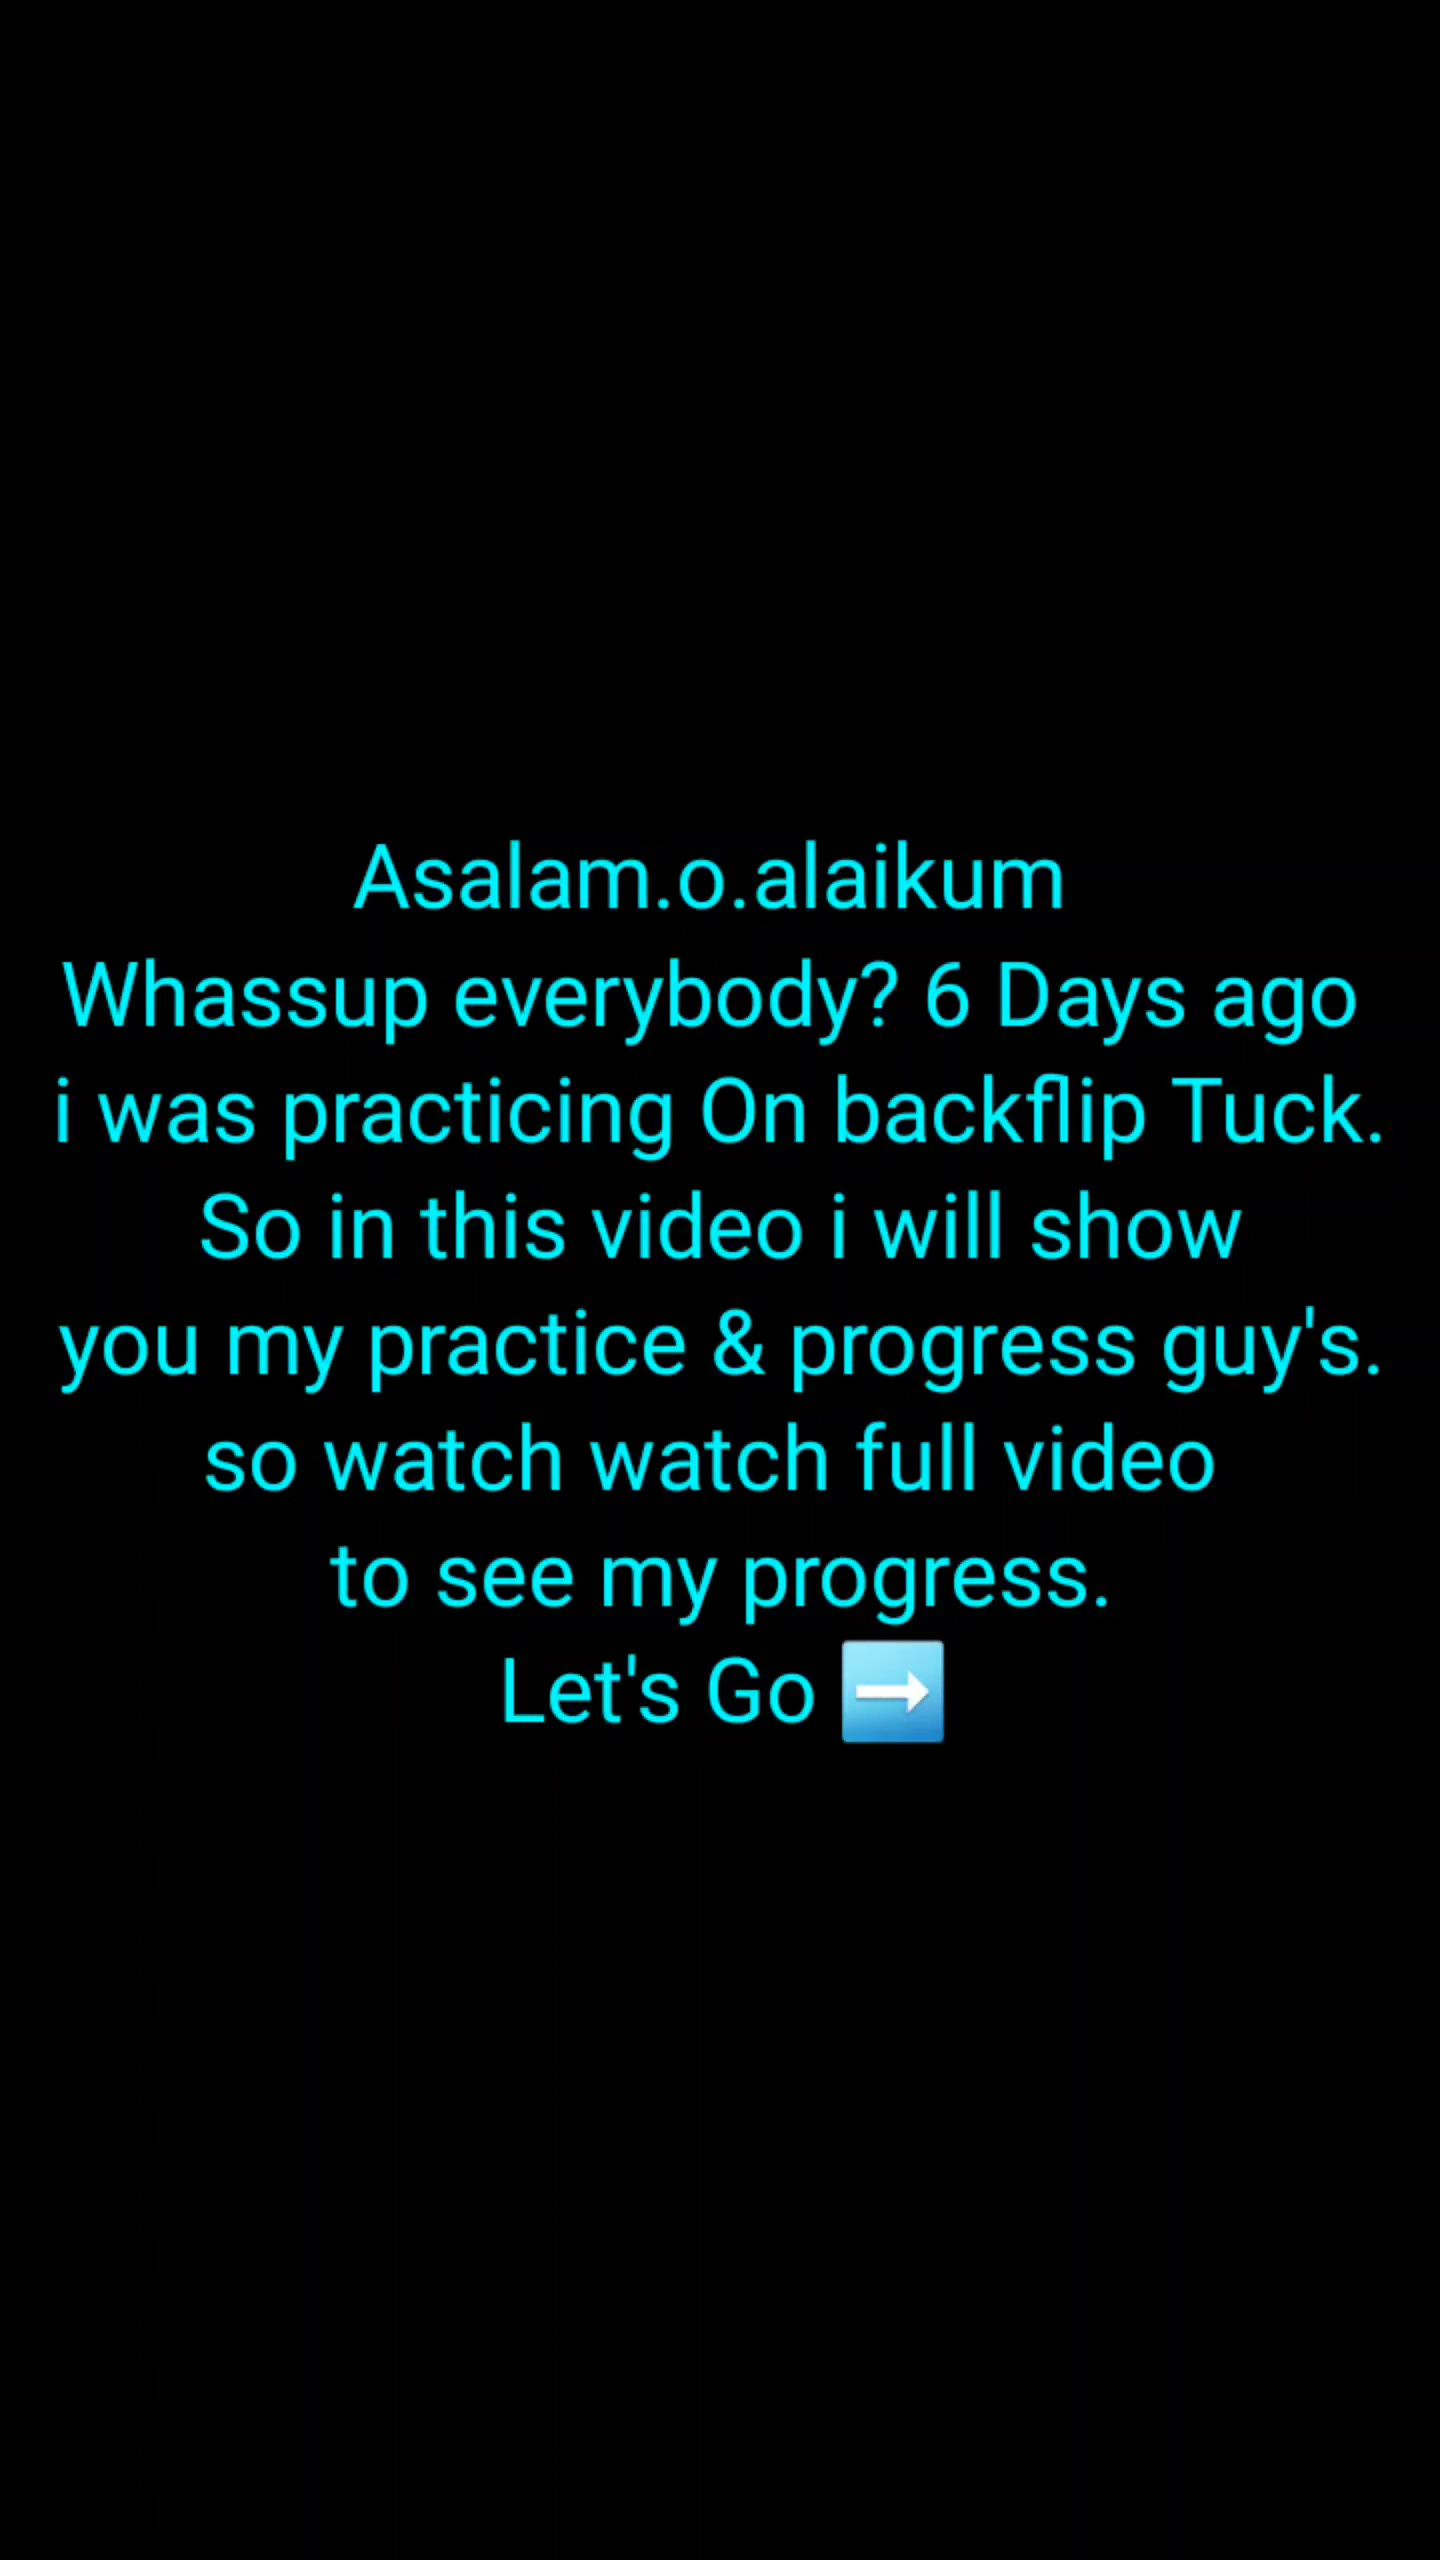 Asalam.o.alaikum
Whassup everybody? 6 Days ago
i was practicing On backflip Tuck.
So in this video i will show
you my practice & progress guy's.
so watch watch full video
to see my progress.
Let's Go ➡️